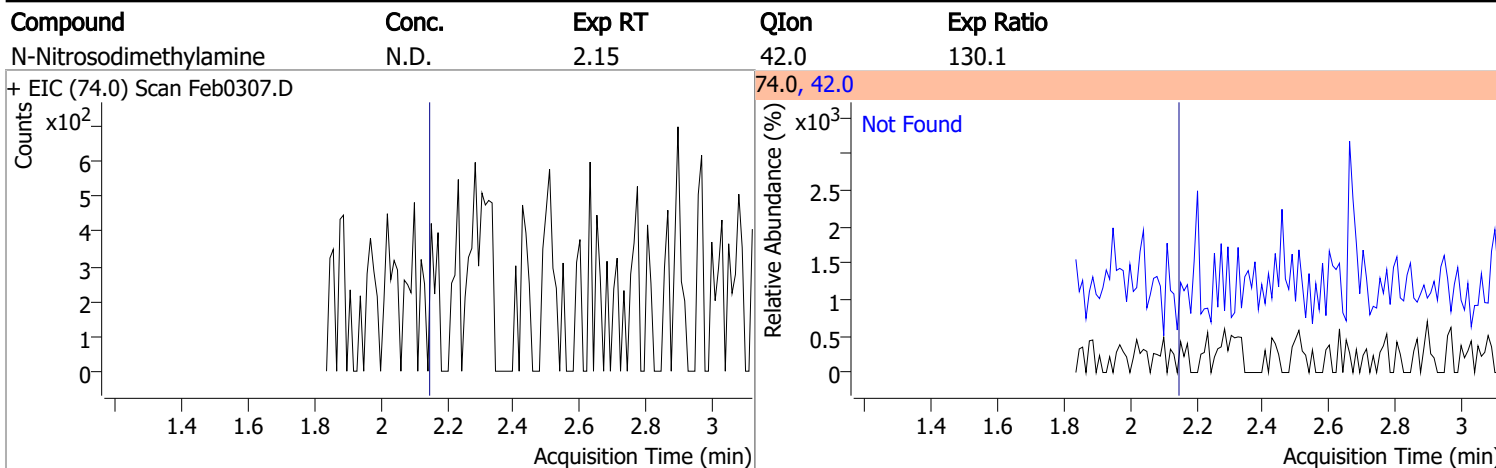 Compound Conc. Exp RT QIon Exp Ratio
N-Nitrosodimethylamine N.D. 2.15 42.0 130.1
+ EIC (74.0) Scan Feb0307.D
Counts
x10²
6
5
4
3
2
1
0
1.4 1.6 1.8 2 2.2 2.4 2.6 2.8 3
Acquisition Time (min)
74.0, 42.0
Relative Abundance (%)
x10³
Not Found
2.5
2
1.5
1
0.5
0
1.4 1.6 1.8 2 2.2 2.4 2.6 2.8 3
Acquisition Time (min)